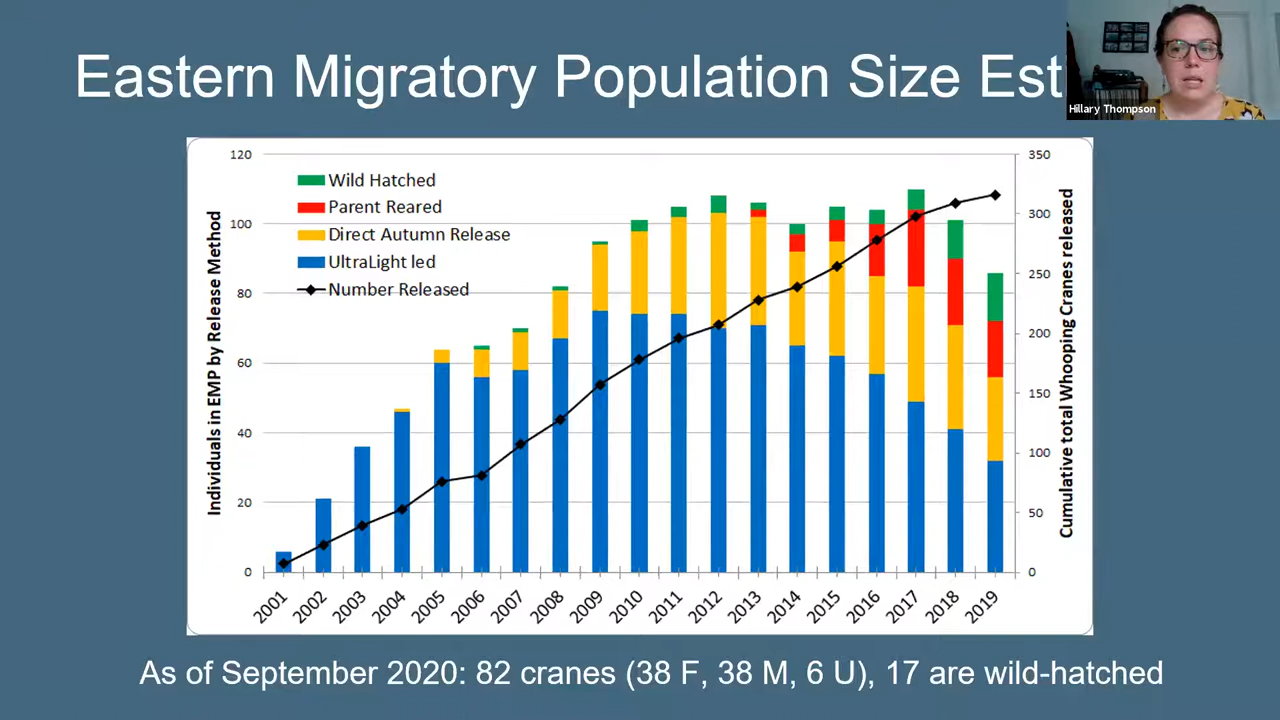 Eastern Migratory Population Size Est
Hillary Thompson
Individuals in EMP by Release Method
120
100
80
60
40
20
0
Wild Hatched
Parent Reared
Direct Autumn Release
UltraLight led
Number Released
350
300
250
200
150
100
50
0
Cumulative total Whooping Cranes released
2001 2002 2003 2004 2005 2006 2007 2008 2009 2010 2011 2012 2013 2014 2015 2016 2017 2018 2019
As of September 2020: 82 cranes (38 F, 38 M, 6 U), 17 are wild-hatched